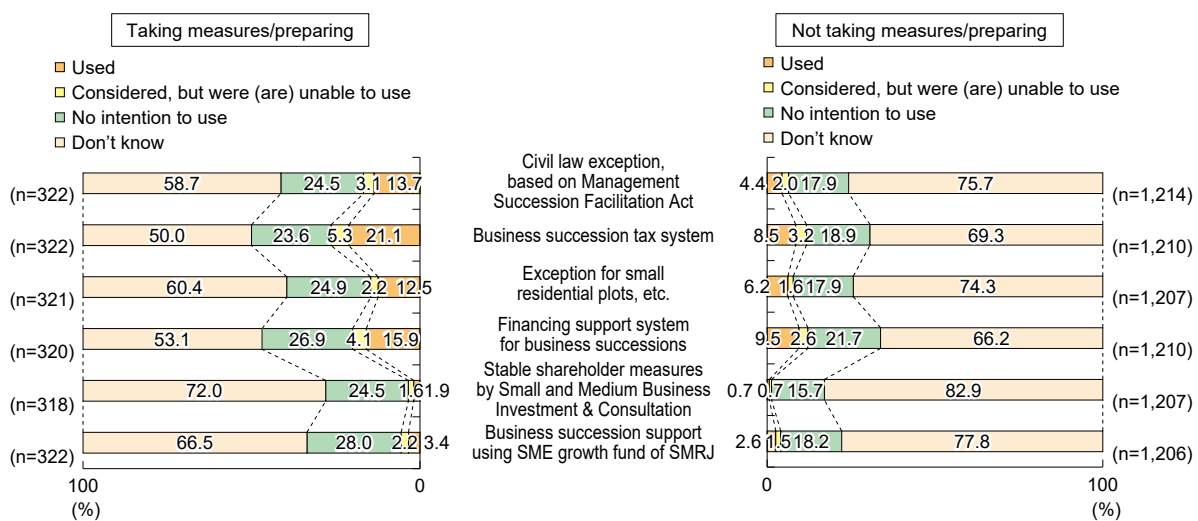 Taking measures/preparing
Used
Considered, but were (are) unable to use
No intention to use
Don’t know
Not taking measures/preparing
Used
Considered, but were (are) unable to use
No intention to use
Don’t know
(n=322)
58.7 24.5 3.1 13.7
Civil law exception,
based on Management
Succession Facilitation Act
4.4 2.0 17.9 75.7
(n=1,214)
(n=322)
50.0 23.6 5.3 21.1
Business succession tax system
8.5 3.2 18.9 69.3
(n=1,210)
(n=321)
60.4 24.9 2.2 12.5
Exception for small
residential plots, etc.
6.2 1.6 17.9 74.3
(n=1,207)
(n=320)
53.1 26.9 4.1 15.9
Financing support system
for business successions
9.5 2.6 21.7 66.2
(n=1,210)
(n=318)
72.0 24.5 1.6 1.9
Stable shareholder measures
by Small and Medium Business
Investment & Consultation
0.7 0.7 15.7 82.9
(n=1,207)
(n=322)
66.5 28.0 2.2 3.4
Business succession support
using SME growth fund of SMRJ
2.6 1.5 18.2 77.8
(n=1,206)
100 0
(%)
0 100
(%)